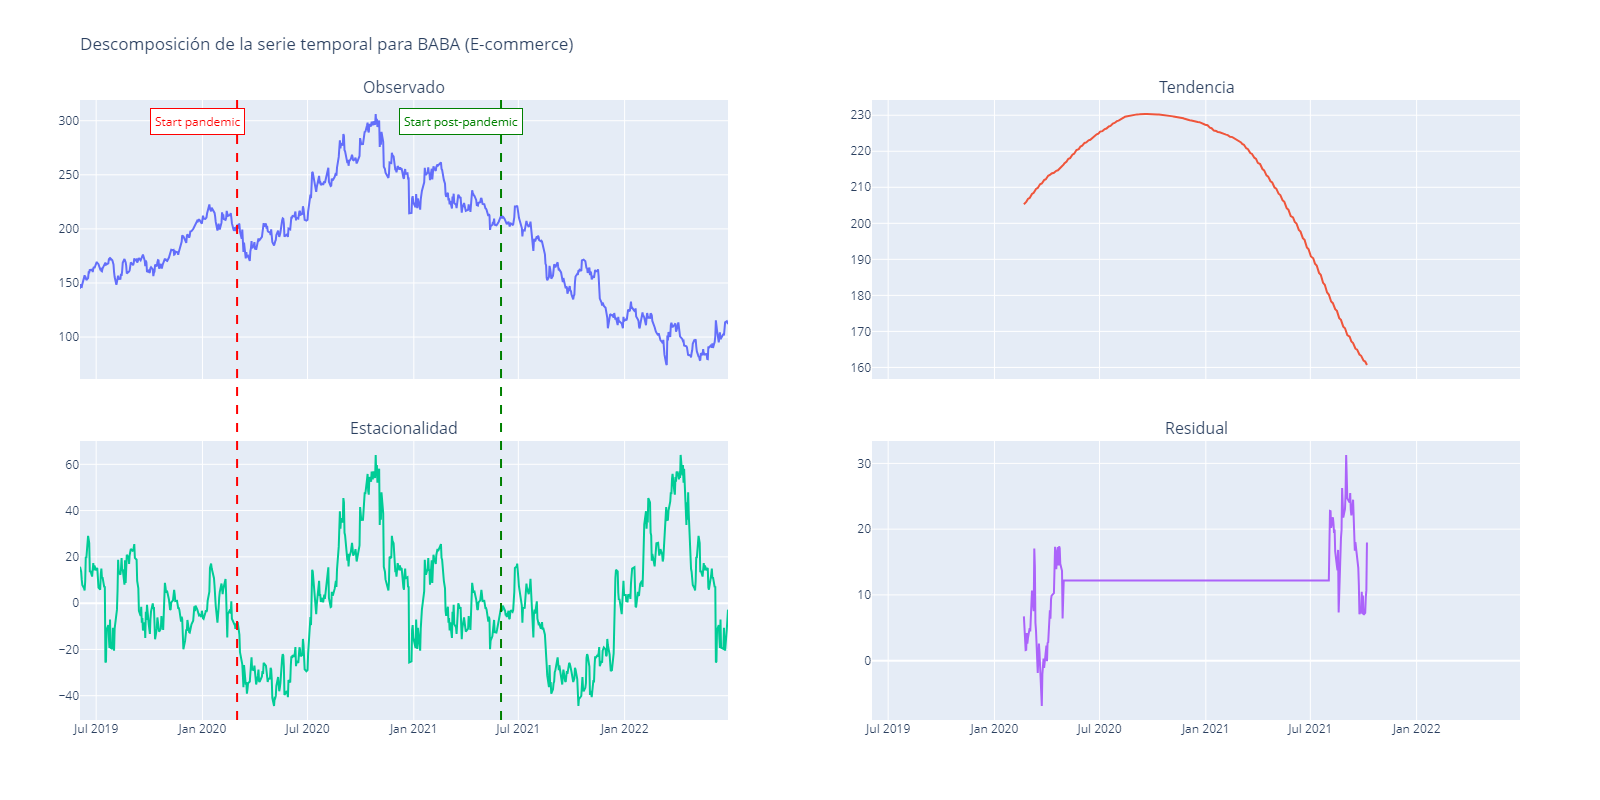 Descomposición de la serie temporal para BABA (E-commerce)
Observado
Start pandemic
Start post-pandemic
300
250
200
150
100
Tendencia
230
220
210
200
190
180
170
160
Estacionalidad
60
40
20
0
−20
−40
Jul 2019 Jan 2020 Jul 2020 Jan 2021 Jul 2021 Jan 2022
Residual
30
20
10
0
Jul 2019 Jan 2020 Jul 2020 Jan 2021 Jul 2021 Jan 2022